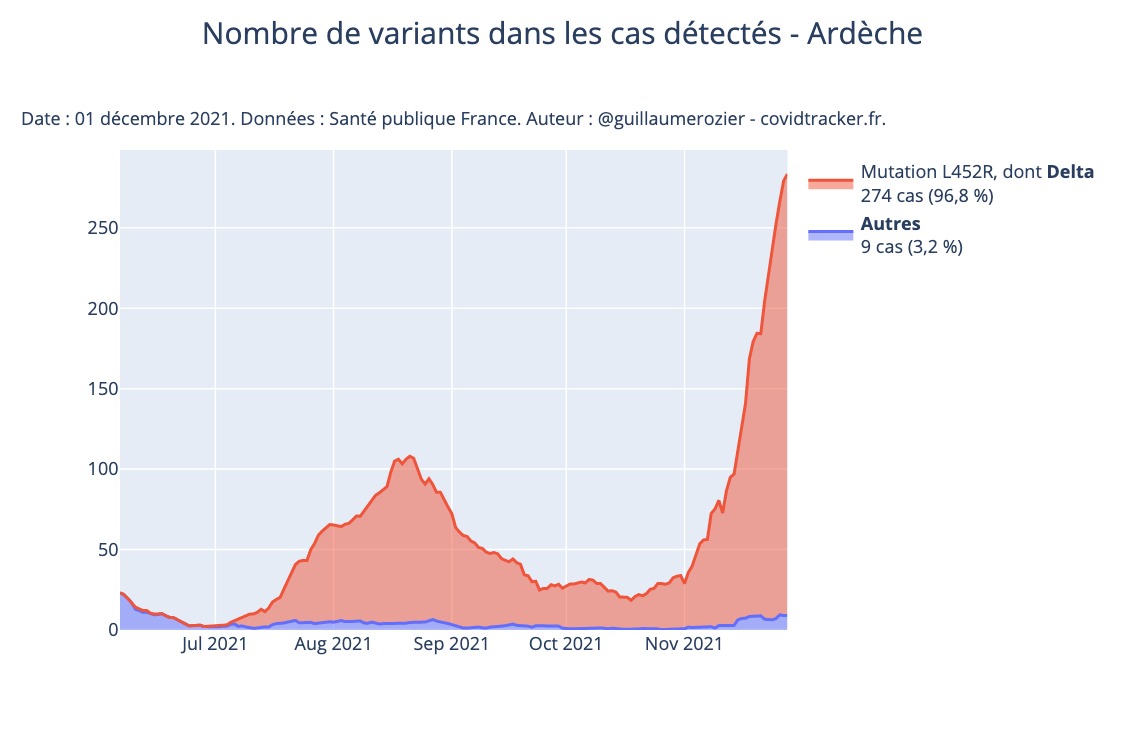 Nombre de variants dans les cas détectés - Ardèche
Date : 01 décembre 2021. Données : Santé publique France. Auteur : @guillaumerozier - covidtracker.fr.
Mutation L452R, dont Delta
274 cas (96,8 %)
Autres
9 cas (3,2 %)
250
200
150
100
50
0
Jul 2021
Aug 2021
Sep 2021
Oct 2021
Nov 2021